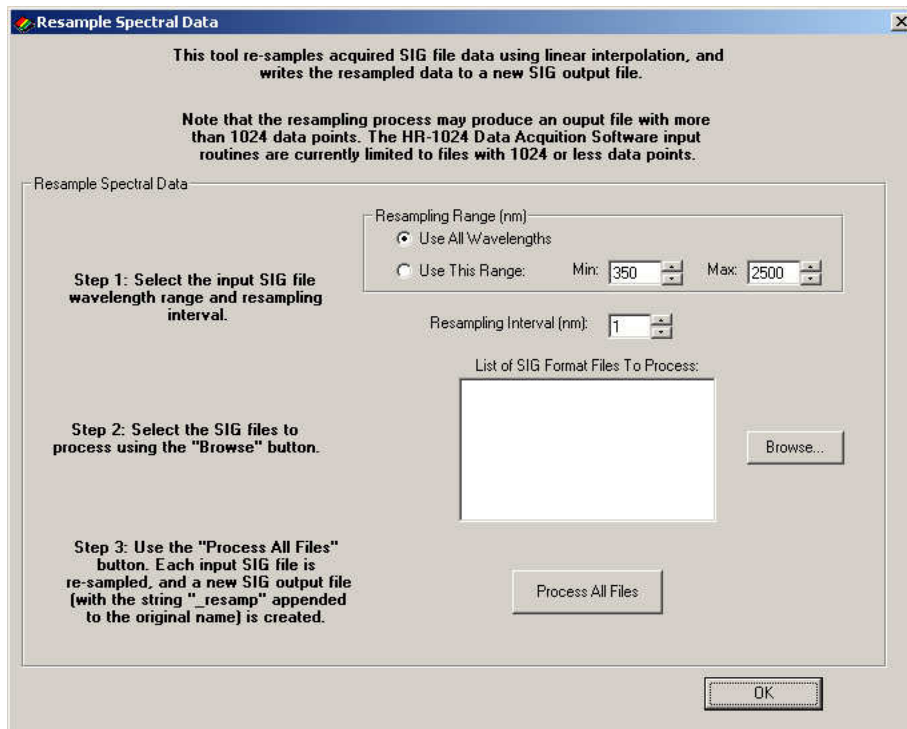 Resample Spectral Data
This tool re-samples acquired SIG file data using linear interpolation, and
writes the resampled data to a new SIG output file.
Note that the resampling process may produce an ouput file with more
than 1024 data points. The HR-1024 Data Acqution Software input
routines are currently limited to files with 1024 or less data points.
Resample Spectral Data
Resampling Range (nm)
Use All Wavelengths
Use This Range: Min: 350 Max: 2500
Step 1: Select the input SIG file
wavelength range and resampling
interval.
Resampling Interval (nm): 1
List of SIG Format Files To Process:
Step 2: Select the SIG files to
process using the "Browse" button.
Browse...
Step 3: Use the "Process All Files"
button. Each input SIG file is
re-sampled, and a new SIG output file
(with the string "_resamp" appended
to the original name) is created.
Process All Files
OK